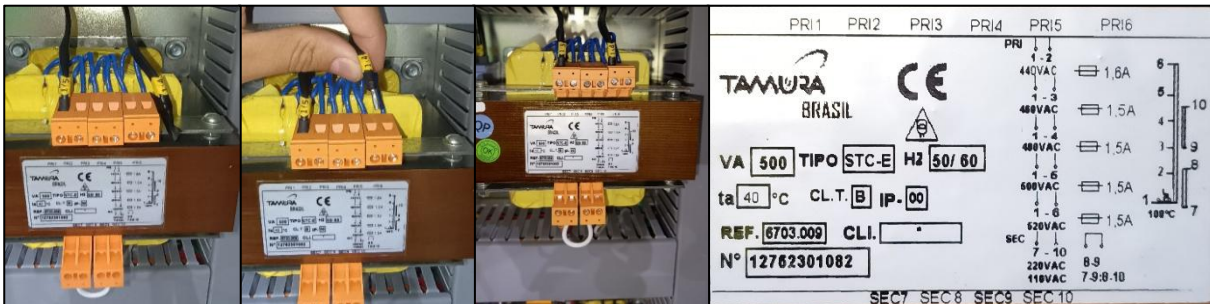 PRI1 PRI2 PRI3 PRI4 PRI5 PRI6
TAMURA
BRASIL
CE
VA 500 TIPO STC-E HZ 50/60
ta 40 °C CL.T. B IP- 00
REF. 6703.009 CLI.
Nº 12762301082
PRI
1 - 2
440VAC 1,6A
1 - 3
460VAC 1,5A
1 - 4
480VAC 1,5A
1 - 5
500VAC 1,5A
1 - 6
520VAC 1,5A
SEC
7 - 10
220VAC 8-9
110VAC 7-9:8-10
6
5
4
3
2
1
10
9
8
7
100°C
SEC7 SEC8 SEC9 SEC10
OK